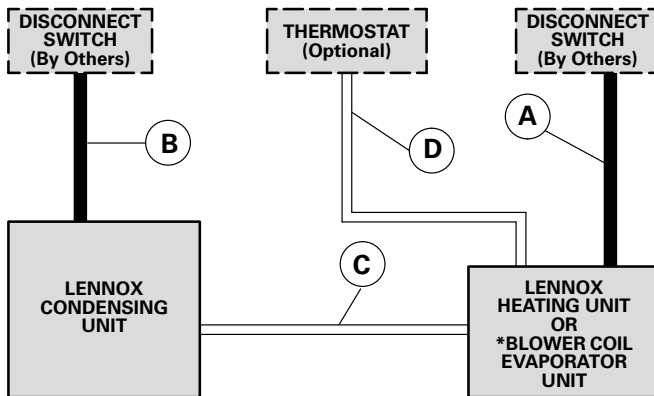 DISCONNECT
SWITCH
(By Others)
THERMOSTAT
(Optional)
DISCONNECT
SWITCH
(By Others)
B
D
A
C
LENNOX
CONDENSING
UNIT
LENNOX
HEATING UNIT
OR
*BLOWER COIL
EVAPORATOR
UNIT